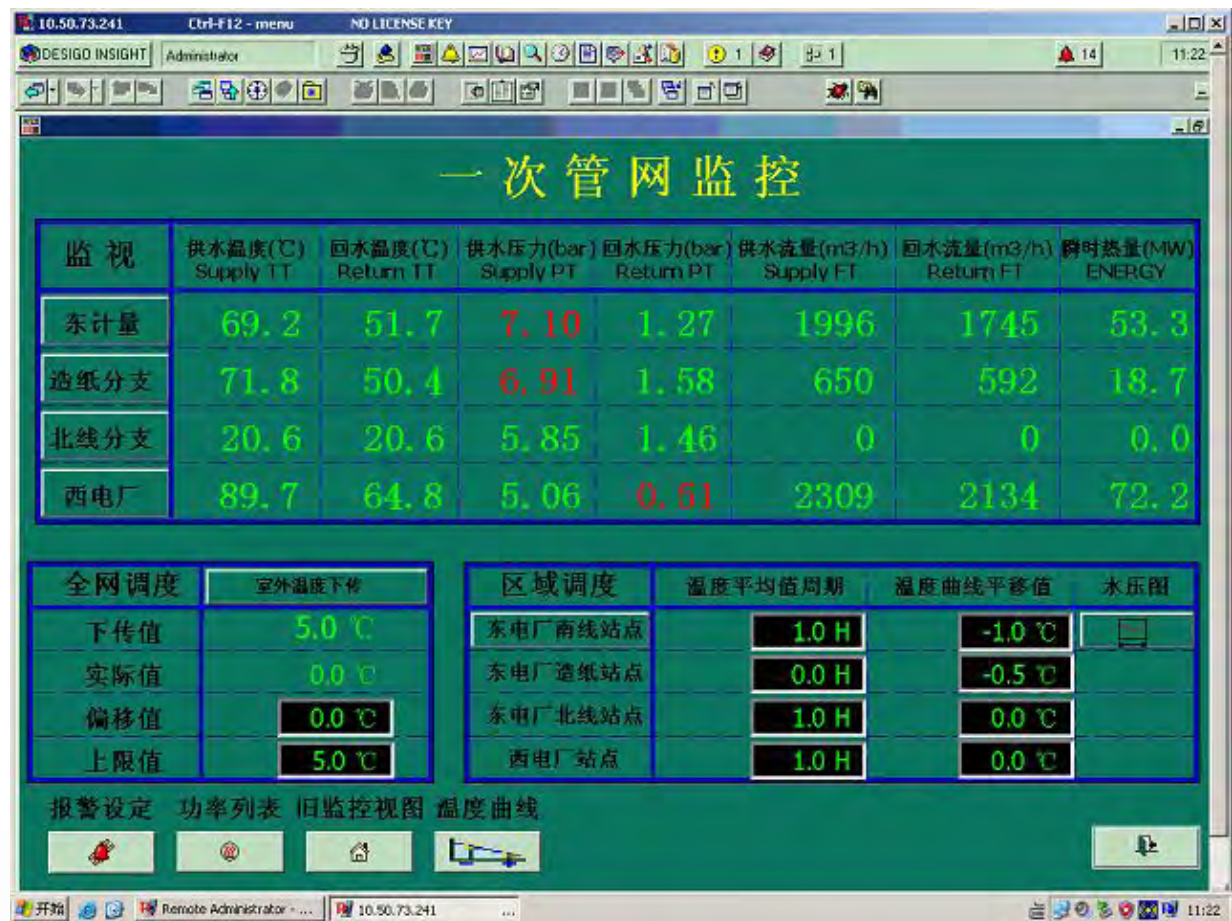 10.50.73.241 Ctrl-F12 - menu NO LICENSE KEY
DESIGO INSIGHT Administrator 1 1 14 11:22
一次管网监控
监视 供水温度(℃) 回水温度(℃) 供水压力(bar) 回水压力(bar) 供水流量(m3/h) 回水流量(m3/h) 瞬时热量(MW)
Supply TT Return TT Supply PT Return PT Supply FT Return FT ENERGY
东计量 69.2 51.7 7.10 1.27 1996 1745 53.3
造纸分支 71.8 50.4 6.91 1.58 650 592 18.7
北线分支 20.6 20.6 5.85 1.46 0 0 0.0
西电厂 89.7 64.8 5.06 0.51 2309 2134 72.2
全网调度 室外温度下传 区域调度 温度平均值周期 温度曲线平移值 水压图
下传值 5.0 ℃ 东电厂南线站点 1.0 H -1.0 ℃
实际值 0.0 ℃ 东电厂造纸站点 0.0 H -0.5 ℃
偏移值 0.0 ℃ 东电厂北线站点 1.0 H 0.0 ℃
上限值 5.0 ℃ 西电厂站点 1.0 H 0.0 ℃
报警设定 功率列表 旧监控视图 温度曲线
开始 Remote Administrator - ... 10.50.73.241 ... 11:22